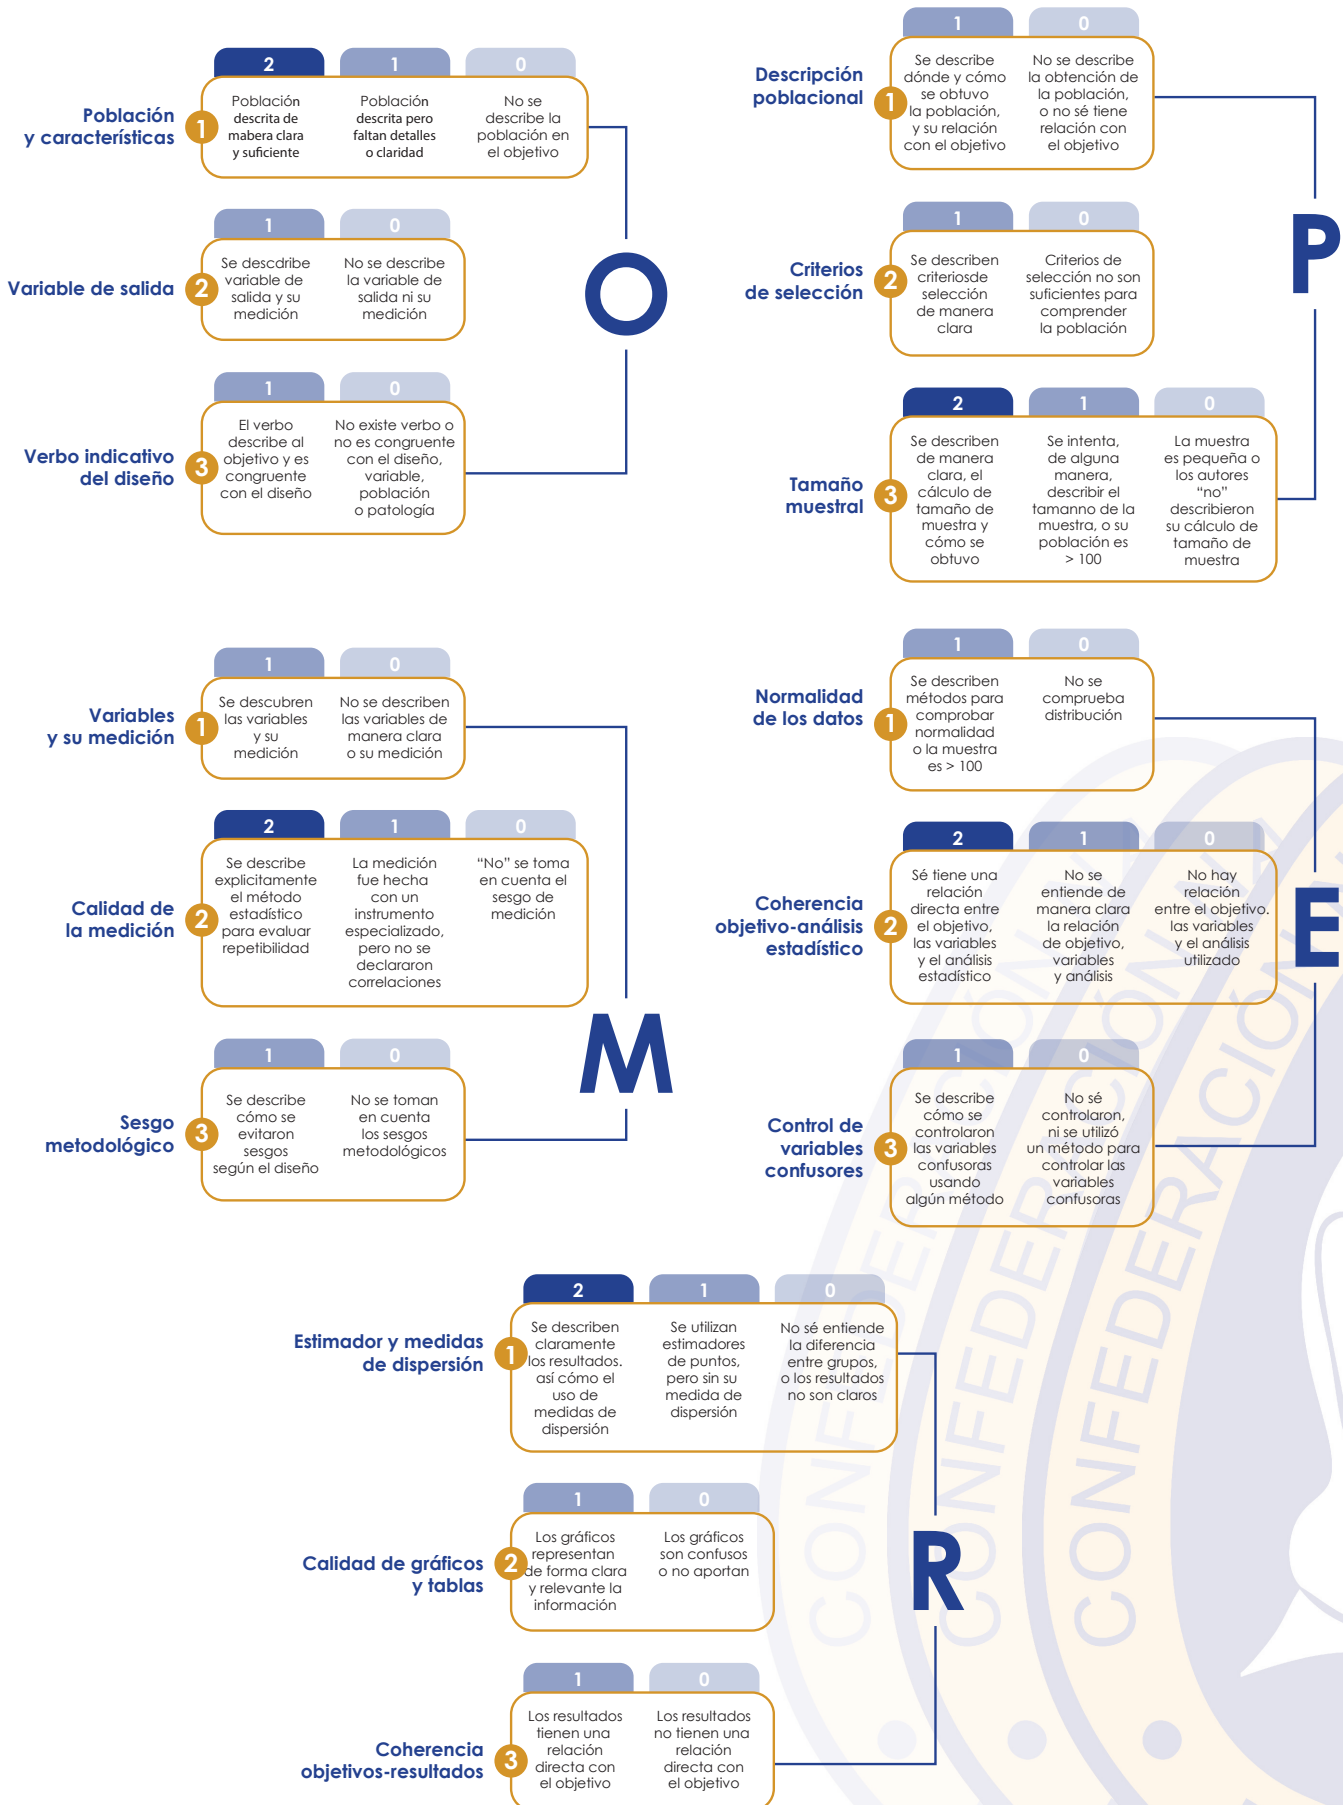 2 1 0
Población
y características
1
Población
descrita de
mabera clara
y suficiente
Población
descrita pero
faltan detalles
o claridad
No se
describe la
población en
el objetivo
1 0
Variable de salida
2
Se descdribe
variable de
salida y su
medición
No se describe
la variable de
salida ni su
medición
1 0
Verbo indicativo
del diseño
3
El verbo
describe al
objetivo y es
congruente
con el diseño
No existe verbo o
no es congruente
con el diseño,
variable,
población
o patología
O
1 0
Descripción
poblacional
1
Se describe
dónde y cómo
se obtuvo
la población,
y su relación
con el objetivo
No se describe
la obtención de
la población,
o no sé tiene
relación con
el objetivo
1 0
Criterios
de selección
2
Se describen
criteriosde
selección
de manera
clara
Criterios de
selección no son
suficientes para
comprender
la población
2 1 0
Tamaño
muestral
3
Se describen
de manera
clara, el
cálculo de
tamaño de
muestra y
cómo se
obtuvo
Se intenta,
de alguna
manera,
describir el
tamanno de la
muestra, o su
población es
> 100
La muestra
es pequeña o
los autores
“no”
describieron
su cálculo de
tamaño de
muestra
P
1 0
Variables
y su medición
1
Se descubren
las variables
y su
medición
No se describen
las variables de
manera clara
o su medición
2 1 0
Calidad de
la medición
2
Se describe
explicitamente
el método
estadístico
para evaluar
repetibilidad
La medición
fue hecha
con un
instrumento
especializado,
pero no se
declararon
correlaciones
“No” se toma
en cuenta el
sesgo de
medición
1 0
Sesgo
metodológico
3
Se describe
cómo se
evitaron
sesgos
según el diseño
No se toman
en cuenta
los sesgos
metodológicos
M
1 0
Normalidad
de los datos
1
Se describen
métodos para
comprobar
normalidad
o la muestra
es > 100
No se
comprueba
distribución
2 1 0
Coherencia
objetivo-análisis
estadístico
2
Sé tiene una
relación
directa entre
el objetivo,
las variables
y el análisis
estadístico
No se
entiende de
manera clara
la relación
de objetivo,
variables
y análisis
No hay
relación
entre el objetivo.
las variables
y el análisis
utilizado
1 0
Control de
variables
confusores
3
Se describe
cómo se
controlaron
las variables
confusoras
usando
algún método
No sé
controlaron,
ni se utilizó
un método para
controlar las
variables
confusoras
E
2 1 0
Estimador y medidas
de dispersión
1
Se describen
claramente
los resultados.
así cómo el
uso de
medidas de
dispersión
Se utilizan
estimadores
de puntos,
pero sin su
medida de
dispersión
No sé entiende
la diferencia
entre grupos,
o los resultados
no son claros
1 0
Calidad de gráficos
y tablas
2
Los gráficos
representan
de forma clara
y relevante la
información
Los gráficos
son confusos
o no aportan
1 0
Coherencia
objetivos-resultados
3
Los resultados
tienen una
relación
directa con
el objetivo
Los resultados
no tienen una
relación
directa con
el objetivo
R
CONFEDERACIÓN
CONFEDERACIÓN
CONFEDERACIÓN